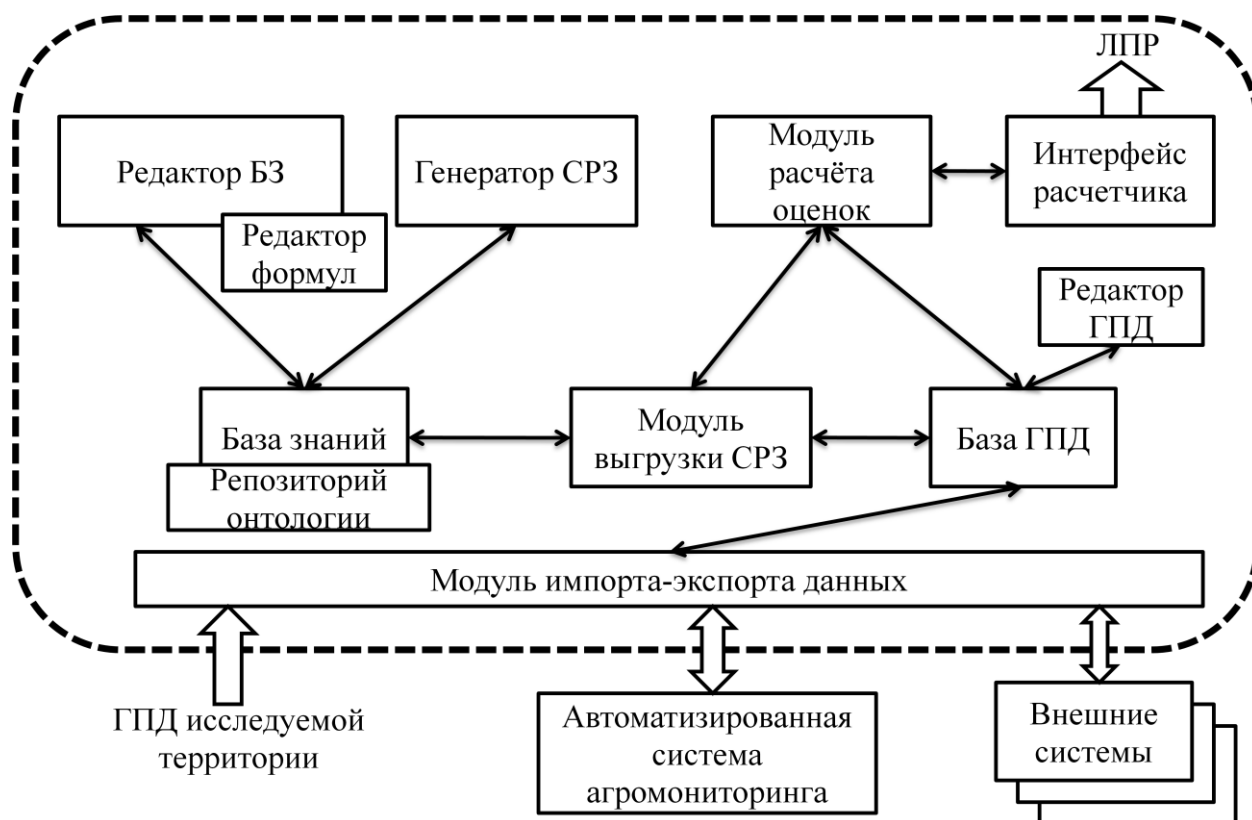 ЛПР
Редактор БЗ
Редактор
формул
Генератор СРЗ
Модуль
расчёта
оценок
Интерфейс
расчетчика
Редактор
ГПД
База знаний
Репозиторий
онтологии
Модуль
выгрузки СРЗ
База ГПД
Модуль импорта-экспорта данных
ГПД исследуемой
территории
Автоматизированная
система
агромониторинга
Внешние
системы